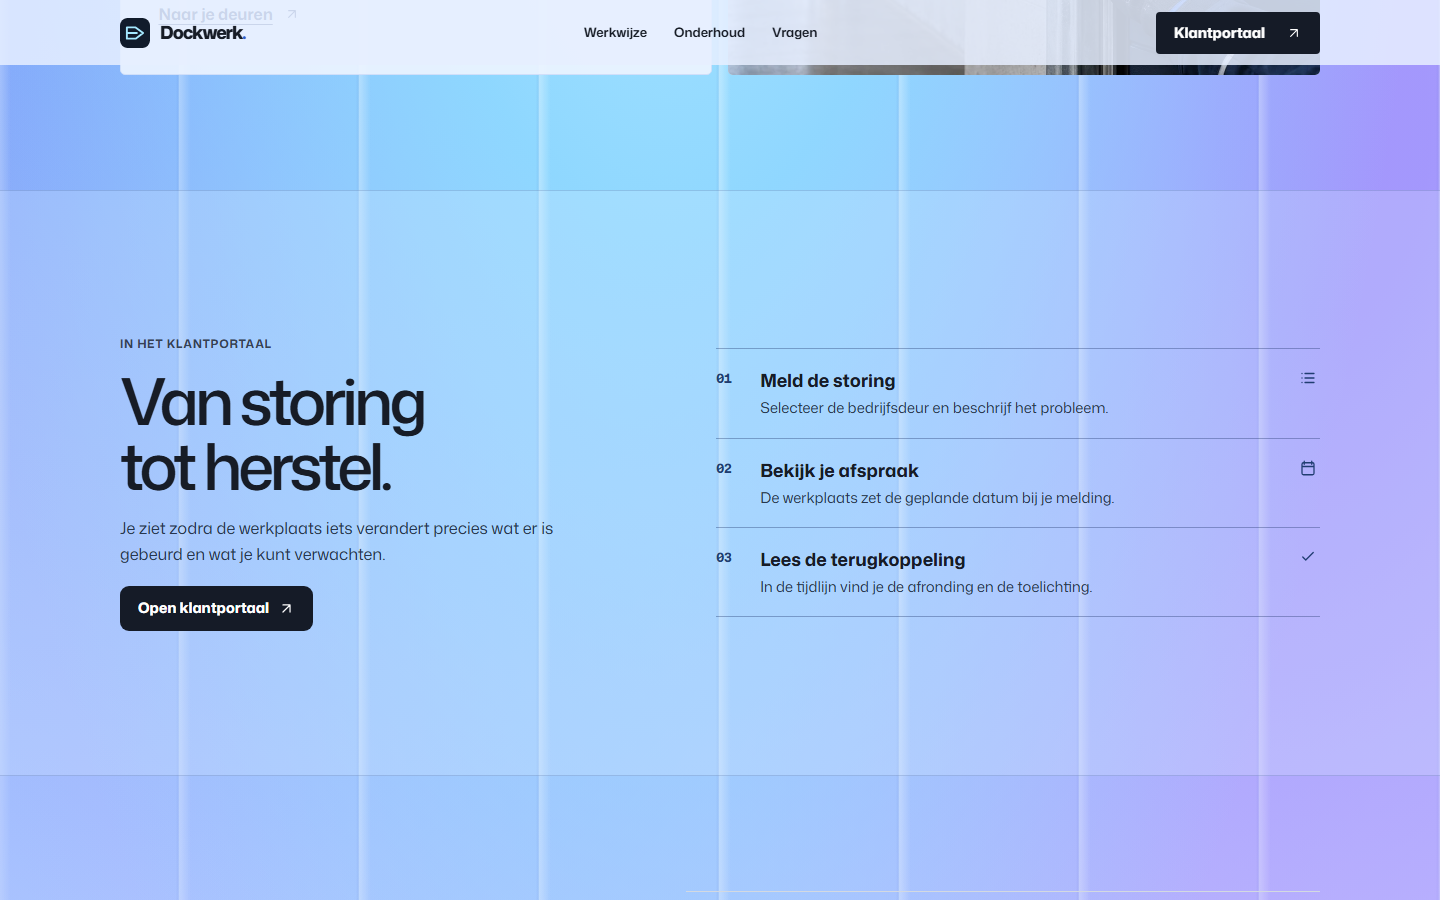 Naar je deuren
Dockwerk.
Werkwijze
Onderhoud
Vragen
Klantportaal
IN HET KLANTPORTAAL
Van storing
tot herstel.
Je ziet zodra de werkplaats iets verandert precies wat er is
gebeurd en wat je kunt verwachten.
Open klantportaal
01
Meld de storing
Selecteer de bedrijfsdeur en beschrijf het probleem.
02
Bekijk je afspraak
De werkplaats zet de geplande datum bij je melding.
03
Lees de terugkoppeling
In de tijdlijn vind je de afronding en de toelichting.